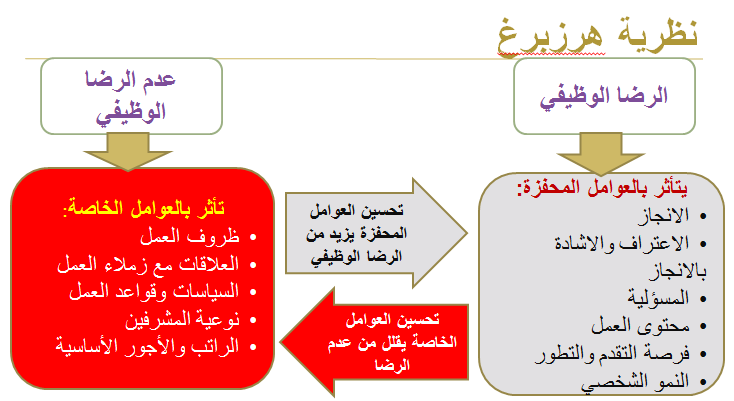 نظرية هرزبرغ
الرضا الوظيفي
يتأثر بالعوامل المحفزة:
• الانجاز
• الاعتراف والاشادة
بالانجاز
• المسؤلية
• محتوى العمل
• فرصة التقدم والتطور
• النمو الشخصي
تحسين العوامل
المحفزة يزيد من
الرضا الوظيفي
تحسين العوامل
الخاصة يقلل من عدم
الرضا
عدم الرضا
الوظيفي
تأثر بالعوامل الخاصة:
• ظروف العمل
• العلاقات مع زملاء العمل
• السياسات وقواعد العمل
• نوعية المشرفين
• الراتب والأجور الأساسية